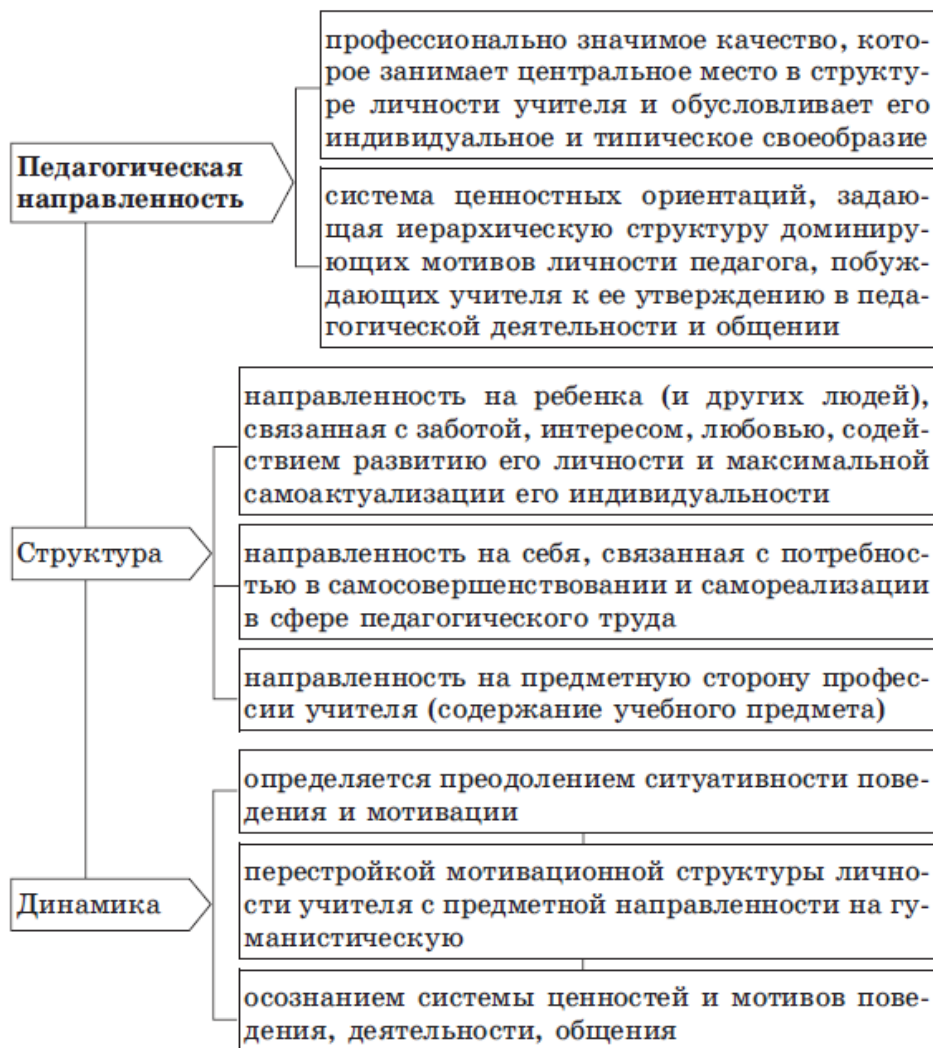 профессионально значимое качество, кото-
рое занимает центральное место в структу-
ре личности учителя и обусловливает его
индивидуальное и типическое своеобразие
Педагогическая
направленность
система ценностных ориентаций, задаю-
щая иерархическую структуру доминиру-
ющих мотивов личности педагога, побуж-
дающих учителя к ее утверждению в педа-
гогической деятельности и общении
направленность на ребенка (и других людей),
связанная с заботой, интересом, любовью, содей-
ствием развитию его личности и максимальной
самоактуализации его индивидуальности
Структура
направленность на себя, связанная с потребнос-
тью в самосовершенствовании и самореализации
в сфере педагогического труда
направленность на предметную сторону профес-
сии учителя (содержание учебного предмета)
определяется преодолением ситуативности пове-
дения и мотивации
Динамика
перестройкой мотивационной структуры лично-
сти учителя с предметной направленности на гу-
манистическую
осознанием системы ценностей и мотивов пове-
дения, деятельности, общения